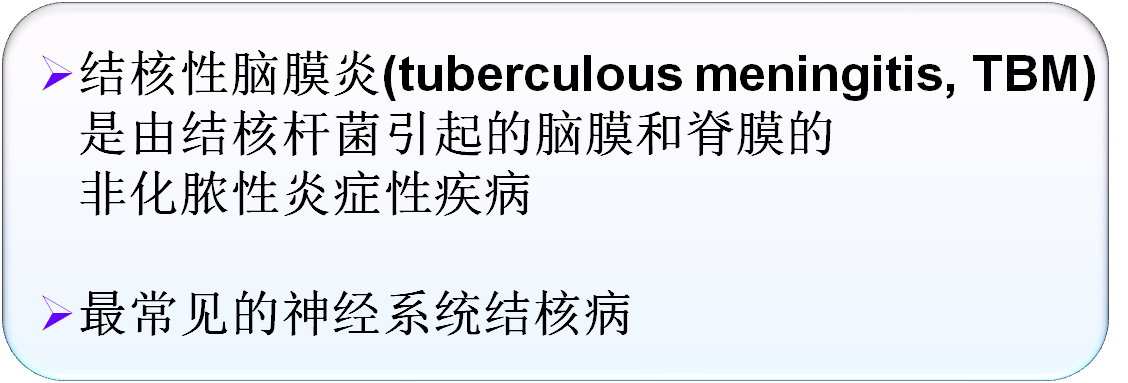 ➢结核性脑膜炎(tuberculous meningitis, TBM)
是由结核杆菌引起的脑膜和脊膜的
非化脓性炎症性疾病
➢最常见的神经系统结核病